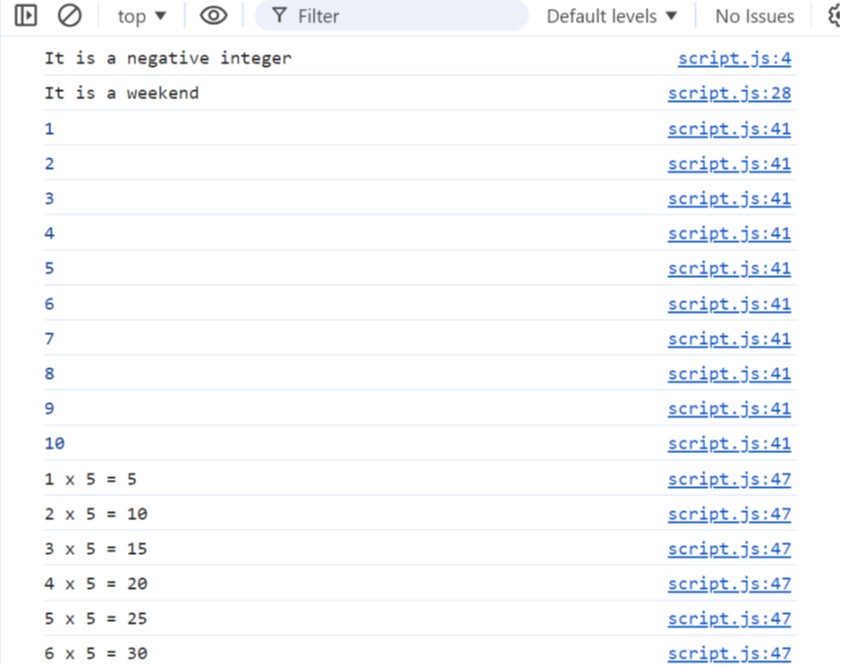 top ▼ Filter Default levels ▼ No Issues
It is a negative integer script.js:4
It is a weekend script.js:28
1 script.js:41
2 script.js:41
3 script.js:41
4 script.js:41
5 script.js:41
6 script.js:41
7 script.js:41
8 script.js:41
9 script.js:41
10 script.js:41
1 x 5 = 5 script.js:47
2 x 5 = 10 script.js:47
3 x 5 = 15 script.js:47
4 x 5 = 20 script.js:47
5 x 5 = 25 script.js:47
6 x 5 = 30 script.js:47